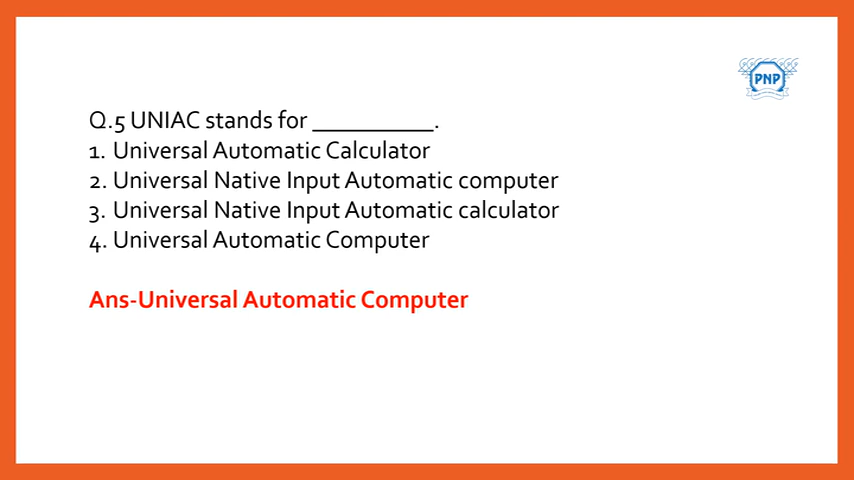 PNP
Q.5 UNIAC stands for __________.
1. Universal Automatic Calculator
2. Universal Native Input Automatic computer
3. Universal Native Input Automatic calculator
4. Universal Automatic Computer
Ans-Universal Automatic Computer